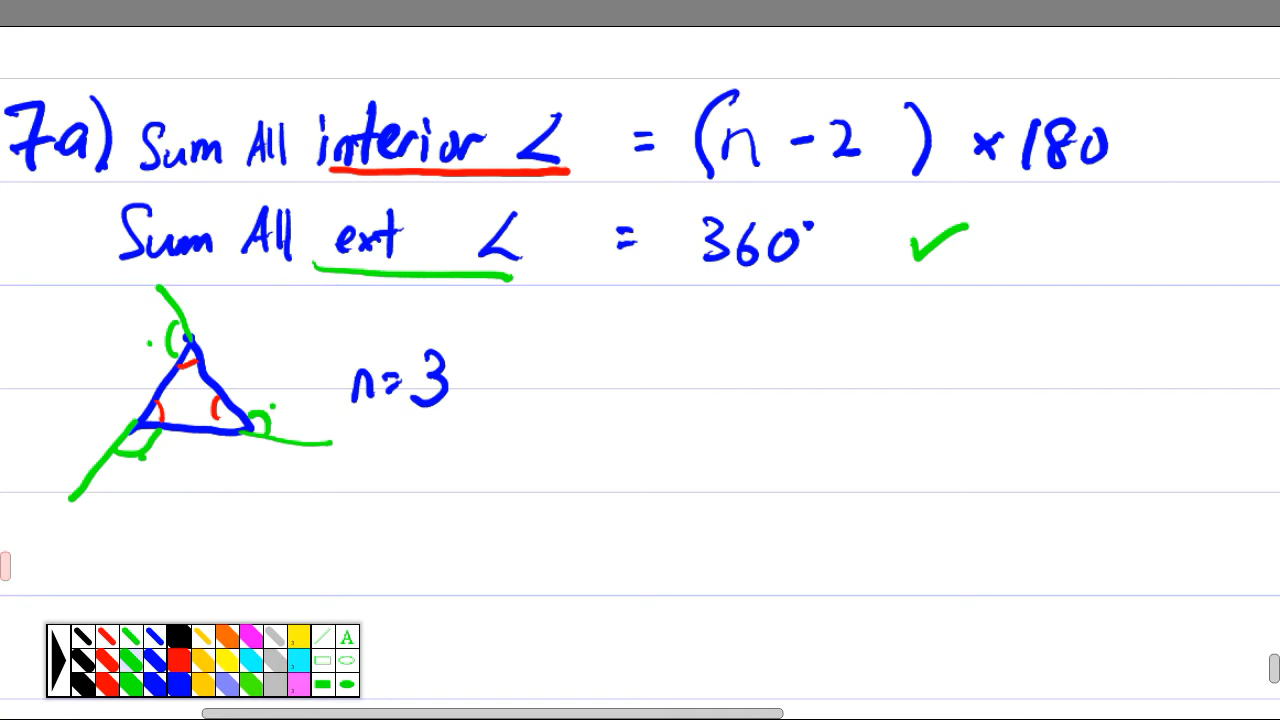 7a) Sum All interior ∠ = (n - 2) × 180
Sum All ext ∠ = 360° ✓
n = 3
A